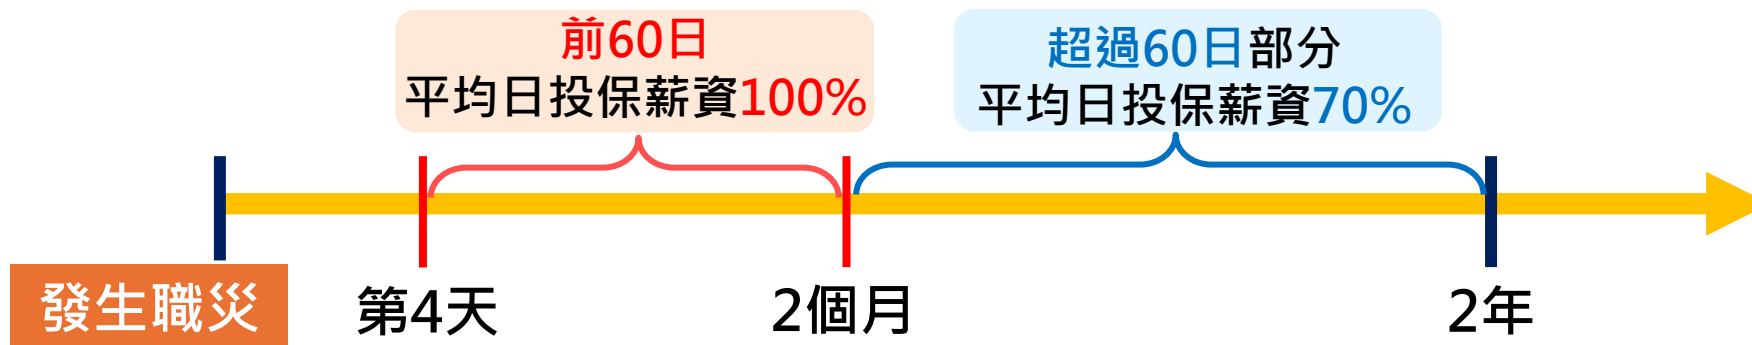 前60日
平均日投保薪資100%
超過60日部分
平均日投保薪資70%
發生職災
第4天
2個月
2年